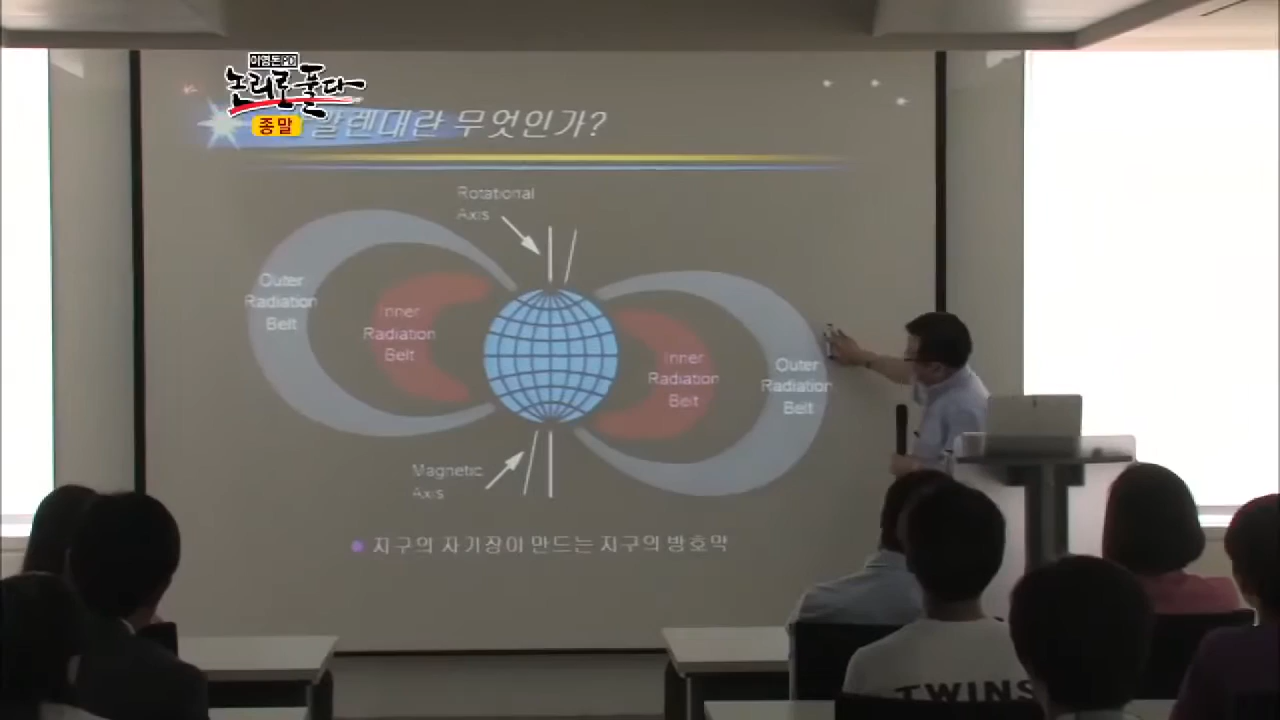 이영돈PD
논리로 풀다
종말
발렌대란 무엇인가?
Rotational
Axis
Outer
Radiation
Belt
Inner
Radiation
Belt
Inner
Radiation
Belt
Outer
Radiation
Belt
Magnetic
Axis
지구의 자기장이 만드는 지구의 방호막
TWINS